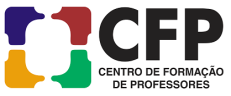 CFP
CENTRO DE FORMAÇÃO
DE PROFESSORES